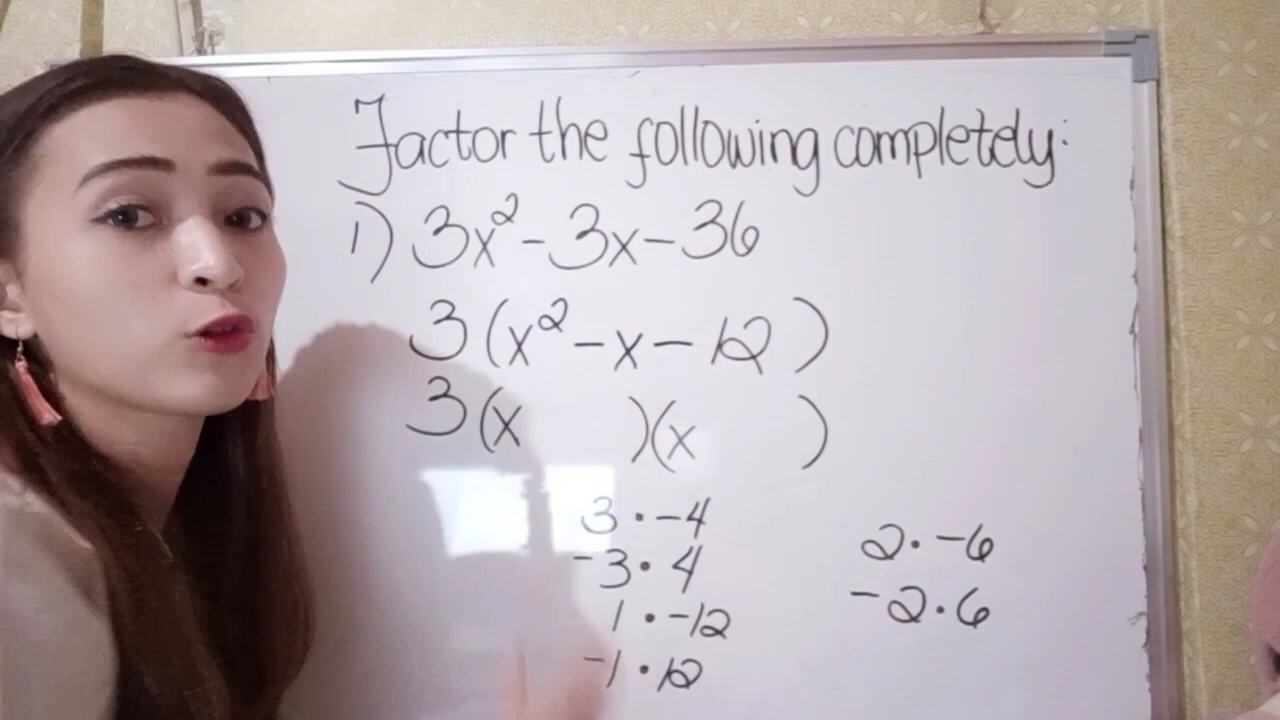 Factor the following completely:
1) 3x² - 3x - 36
3 (x² - x - 12 )
3 (x )(x )
3 · -4
-3 · 4
1 · -12
-1 · 12
2 · -6
-2 · 6